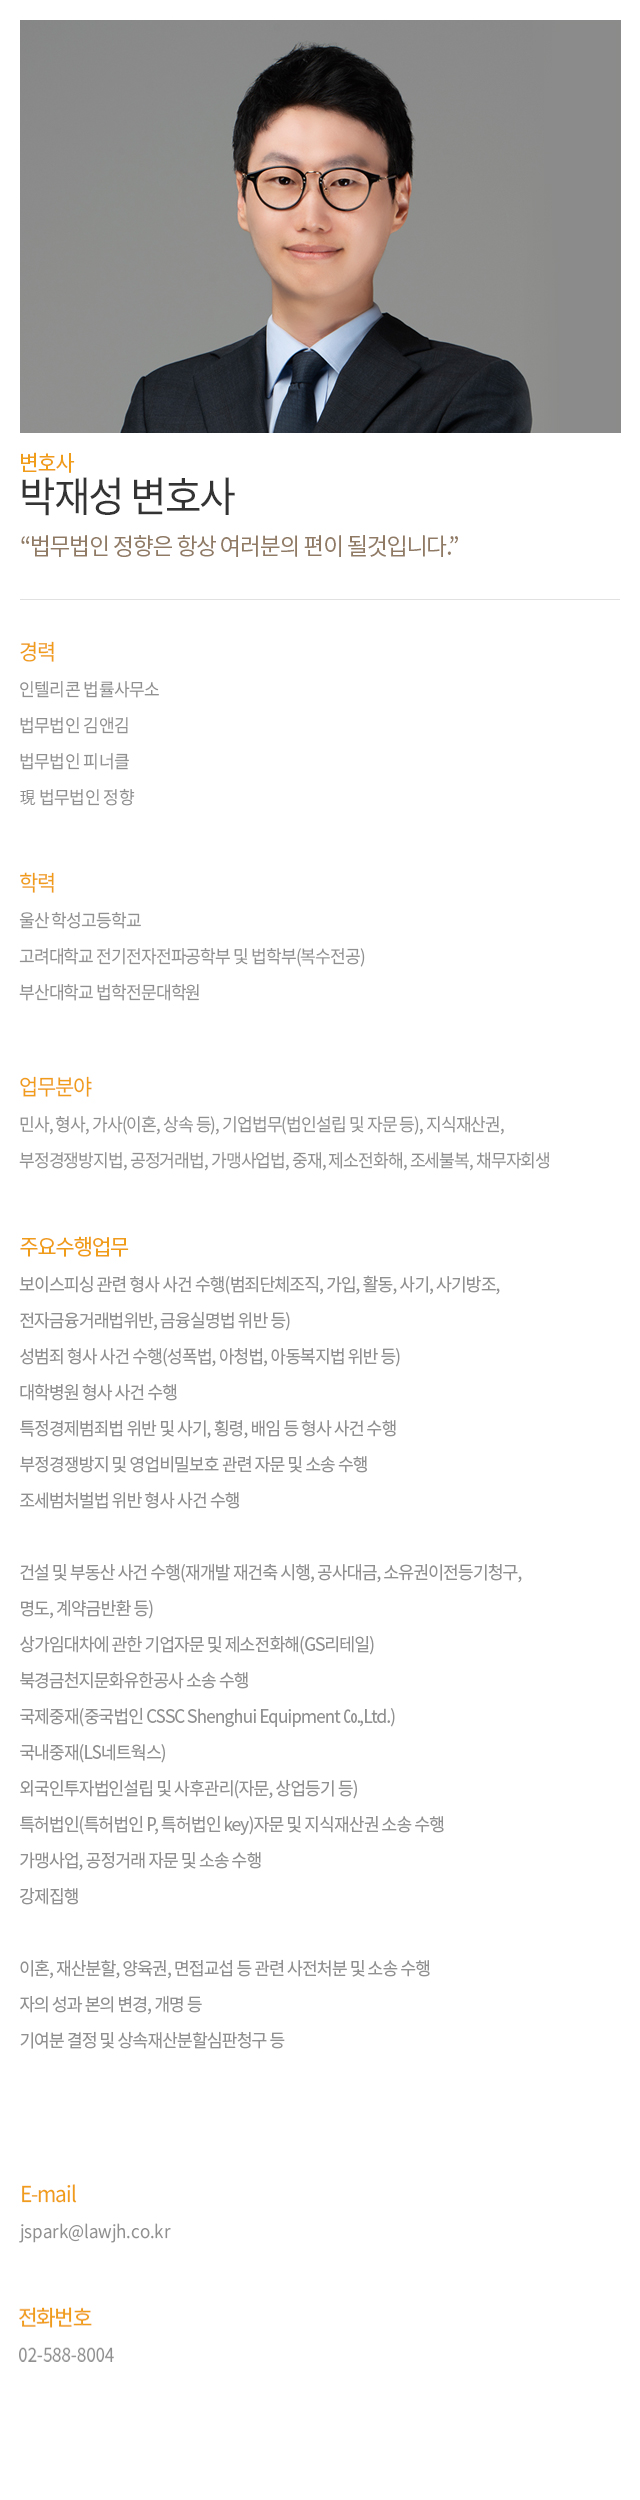 변호사
박재성 변호사
“법무법인 정향은 항상 여러분의 편이 될것입니다.”
경력
인텔리콘 법률사무소
법무법인 김앤김
법무법인 피너클
現 법무법인 정향
학력
울산 학성고등학교
고려대학교 전기전자전파공학부 및 법학부(복수전공)
부산대학교 법학전문대학원
업무분야
민사, 형사, 가사(이혼, 상속 등), 기업법무(법인설립 및 자문 등), 지식재산권,
부정경쟁방지법, 공정거래법, 가맹사업법, 중재, 제소전화해, 조세불복, 채무자회생
주요수행업무
보이스피싱 관련 형사 사건 수행(범죄단체조직, 가입, 활동, 사기, 사기방조,
전자금융거래법위반, 금융실명법 위반 등)
성범죄 형사 사건 수행(성폭법, 아청법, 아동복지법 위반 등)
대학병원 형사 사건 수행
특정경제범죄법 위반 및 사기, 횡령, 배임 등 형사 사건 수행
부정경쟁방지 및 영업비밀보호 관련 자문 및 소송 수행
조세범처벌법 위반 형사 사건 수행
건설 및 부동산 사건 수행(재개발 재건축 시행, 공사대금, 소유권이전등기청구,
명도, 계약금반환 등)
상가임대차에 관한 기업자문 및 제소전화해(GS리테일)
북경금천지문화유한공사 소송 수행
국제중재(중국법인 CSSC Shenghui Equipment Co.,Ltd.)
국내중재(LS네트웍스)
외국인투자법인설립 및 사후관리(자문, 상업등기 등)
특허법인(특허법인 P, 특허법인 key)자문 및 지식재산권 소송 수행
가맹사업, 공정거래 자문 및 소송 수행
강제집행
이혼, 재산분할, 양육권, 면접교섭 등 관련 사전처분 및 소송 수행
자의 성과 본의 변경, 개명 등
기여분 결정 및 상속재산분할심판청구 등
E-mail
jspark@lawjh.co.kr
전화번호
02-588-8004